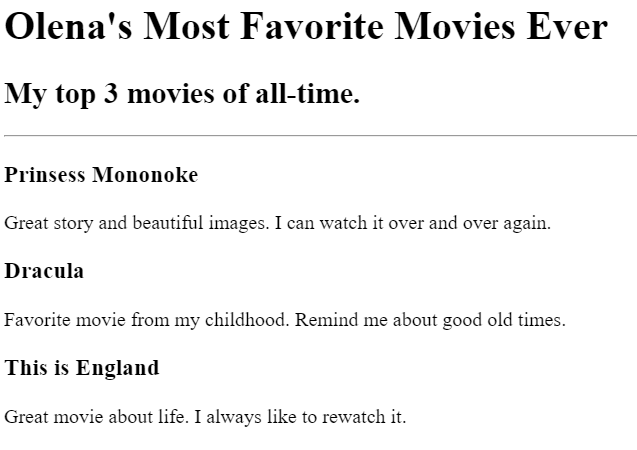 Olena's Most Favorite Movies Ever
My top 3 movies of all-time.
Prinsess Mononoke
Great story and beautiful images. I can watch it over and over again.
Dracula
Favorite movie from my childhood. Remind me about good old times.
This is England
Great movie about life. I always like to rewatch it.